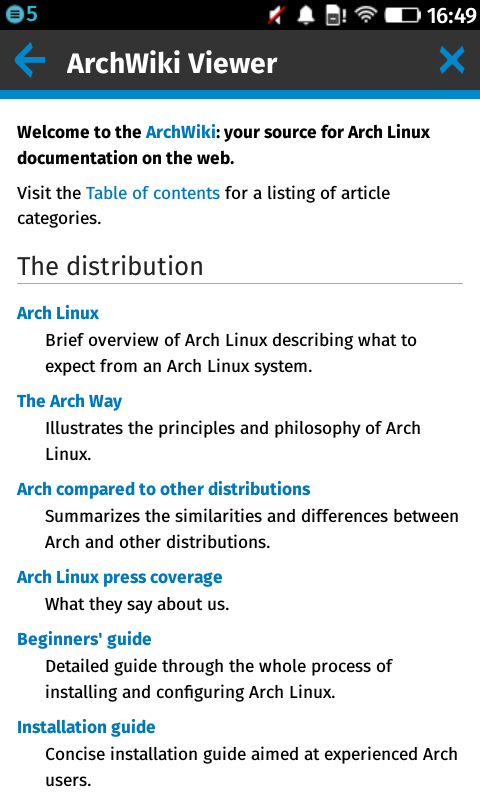 5
16:49
ArchWiki Viewer
Welcome to the ArchWiki: your source for Arch Linux
documentation on the web.
Visit the Table of contents for a listing of article
categories.
The distribution
Arch Linux
Brief overview of Arch Linux describing what to
expect from an Arch Linux system.
The Arch Way
Illustrates the principles and philosophy of Arch
Linux.
Arch compared to other distributions
Summarizes the similarities and differences between
Arch and other distributions.
Arch Linux press coverage
What they say about us.
Beginners' guide
Detailed guide through the whole process of
installing and configuring Arch Linux.
Installation guide
Concise installation guide aimed at experienced Arch
users.